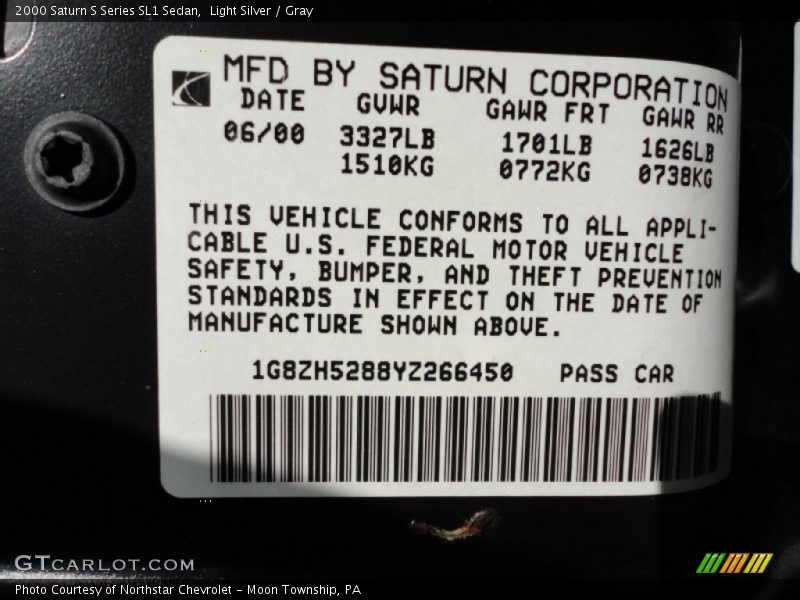 2000 Saturn S Series SL1 Sedan,  Light Silver / Gray
MFD BY SATURN CORPORATION
DATE GVWR GAWR FRT GAWR RR
06/00 3327LB 1701LB 1626LB
1510KG 0772KG 0738KG
THIS VEHICLE CONFORMS TO ALL APPLI-
CABLE U.S. FEDERAL MOTOR VEHICLE
SAFETY, BUMPER, AND THEFT PREVENTION
STANDARDS IN EFFECT ON THE DATE OF
MANUFACTURE SHOWN ABOVE.
1G8ZH5288YZ266450 PASS CAR
GTCARLOT.COM
Photo Courtesy of Northstar Chevrolet - Moon Township, PA